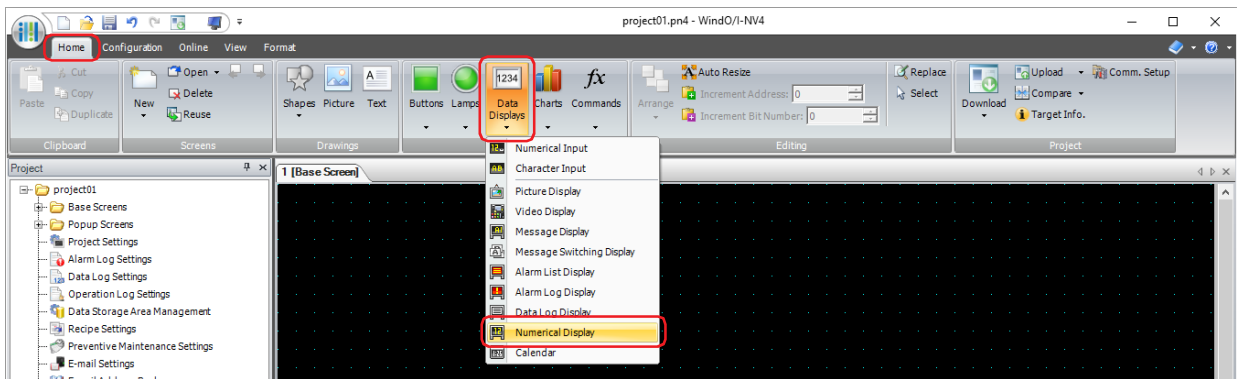 project01.pn4 - WindO/I-NV4
Home Configuration Online View Format
Paste
Cut
Copy
Duplicate
Clipboard
New
Open
Delete
Reuse
Screens
Shapes Picture Text
Drawings
Buttons Lamps
1234
Data Displays
Charts
fx
Commands
Arrange
Auto Resize
Increment Address: 0
Increment Bit Number: 0
Editing
Replace
Select
Download
Upload
Compare
Target Info.
Comm. Setup
Project
Project
project01
Base Screens
Popup Screens
Project Settings
Alarm Log Settings
Data Log Settings
Operation Log Settings
Data Storage Area Management
Recipe Settings
Preventive Maintenance Settings
E-mail Settings
1 [Base Screen]
Numerical Input
Character Input
Picture Display
Video Display
Message Display
Message Switching Display
Alarm List Display
Alarm Log Display
Data Log Display
Numerical Display
Calendar